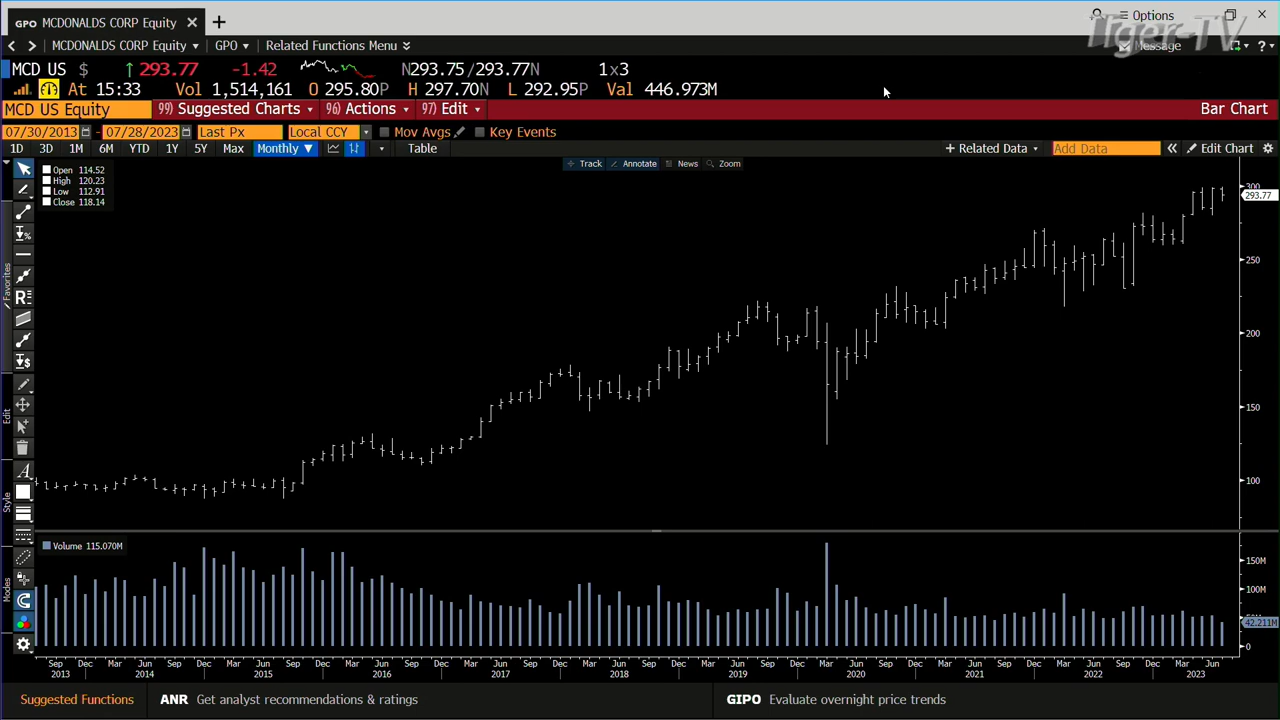 GPO MCDONALDS CORP Equity
Options
MCDONALDS CORP Equity GPO Related Functions Menu Message
Tiger-TV
MCD US $ 293.77 -1.42 N293.75/293.77N 1x3
At 15:33 Vol 1,514,161 O 295.80P H 297.70N L 292.95P Val 446.973M
MCD US Equity 99) Suggested Charts 96) Actions 97) Edit Bar Chart
07/30/2013 - 07/28/2023 Last Px Local CCY Mov Avgs Key Events
1D 3D 1M 6M YTD 1Y 5Y Max Monthly ▼ Table + Related Data Add Data « Edit Chart
Track Annotate News Zoom
Open 114.52
High 120.23
Low 112.91
Close 118.14
300
293.77
250
200
150
100
Favorites
Edit
Style
Modes
Volume 115.070M
150M
100M
42.211M
0
Sep Dec Mar Jun Sep Dec Mar Jun Sep Dec Mar Jun Sep Dec Mar Jun Sep Dec Mar Jun Sep Dec Mar Jun Sep Dec Mar Jun Sep Dec Mar Jun Sep Dec Mar Jun Sep Dec Mar Jun
2013 2014 2015 2016 2017 2018 2019 2020 2021 2022 2023
Suggested Functions ANR Get analyst recommendations & ratings GIPO Evaluate overnight price trends